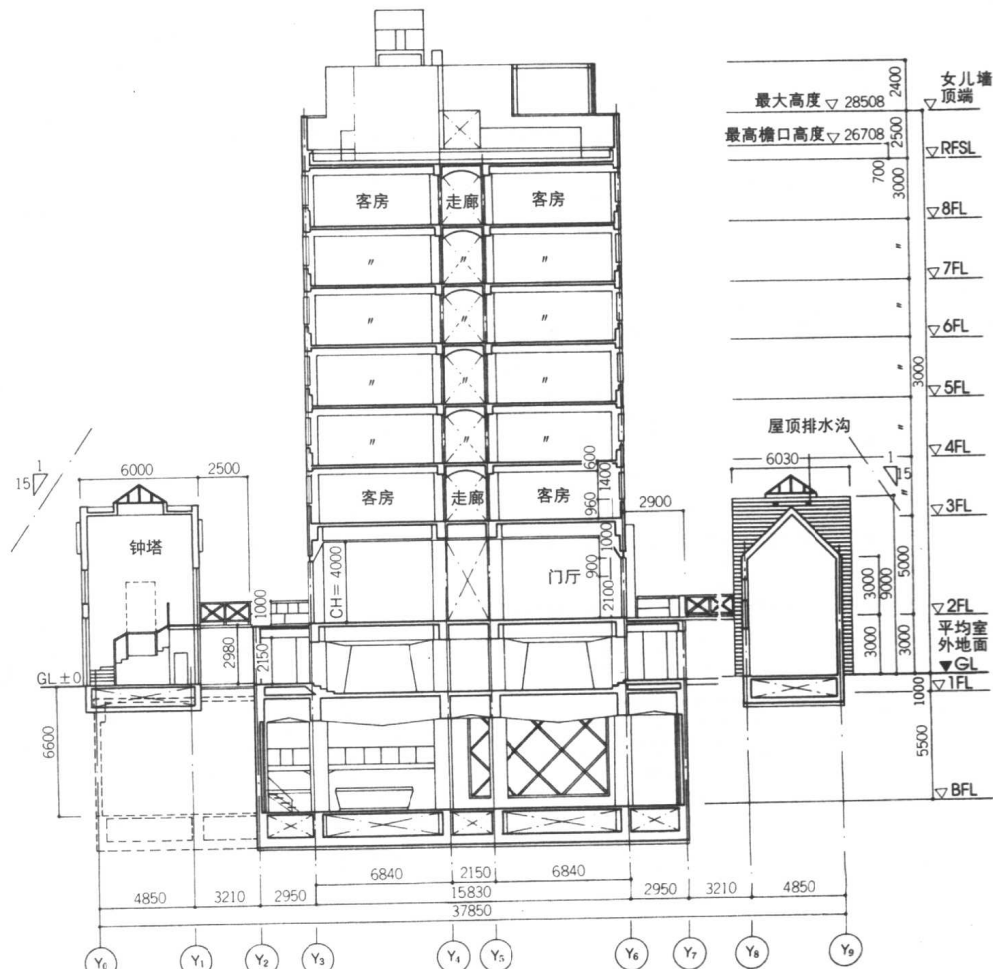 2400
女儿墙
顶端
最大高度 ▽ 28508
2500
最高檐口高度 ▽ 26708
RFSL
700
3000
客房
走廊
客房
8FL
〃
〃
〃
〃
7FL
〃
〃
〃
〃
6FL
〃
〃
〃
〃
3000
5FL
〃
〃
〃
〃
屋顶排水沟
4FL
1
15
6000
2500
600
1400
6030
1
15
客房
走廊
客房
960
2900
〃
3FL
钟塔
CH=4000
门厅
1000
900
2100
3000
9000
5000
1000
2FL
2980
2150
3000
3000
平均室
外地面
GL±0
GL
1FL
1000
6600
5500
BFL
6840
2150
6840
4850
3210
2950
15830
2950
3210
4850
37850
Y₀
Y₁
Y₂
Y₃
Y₄
Y₅
Y₆
Y₇
Y₈
Y₉